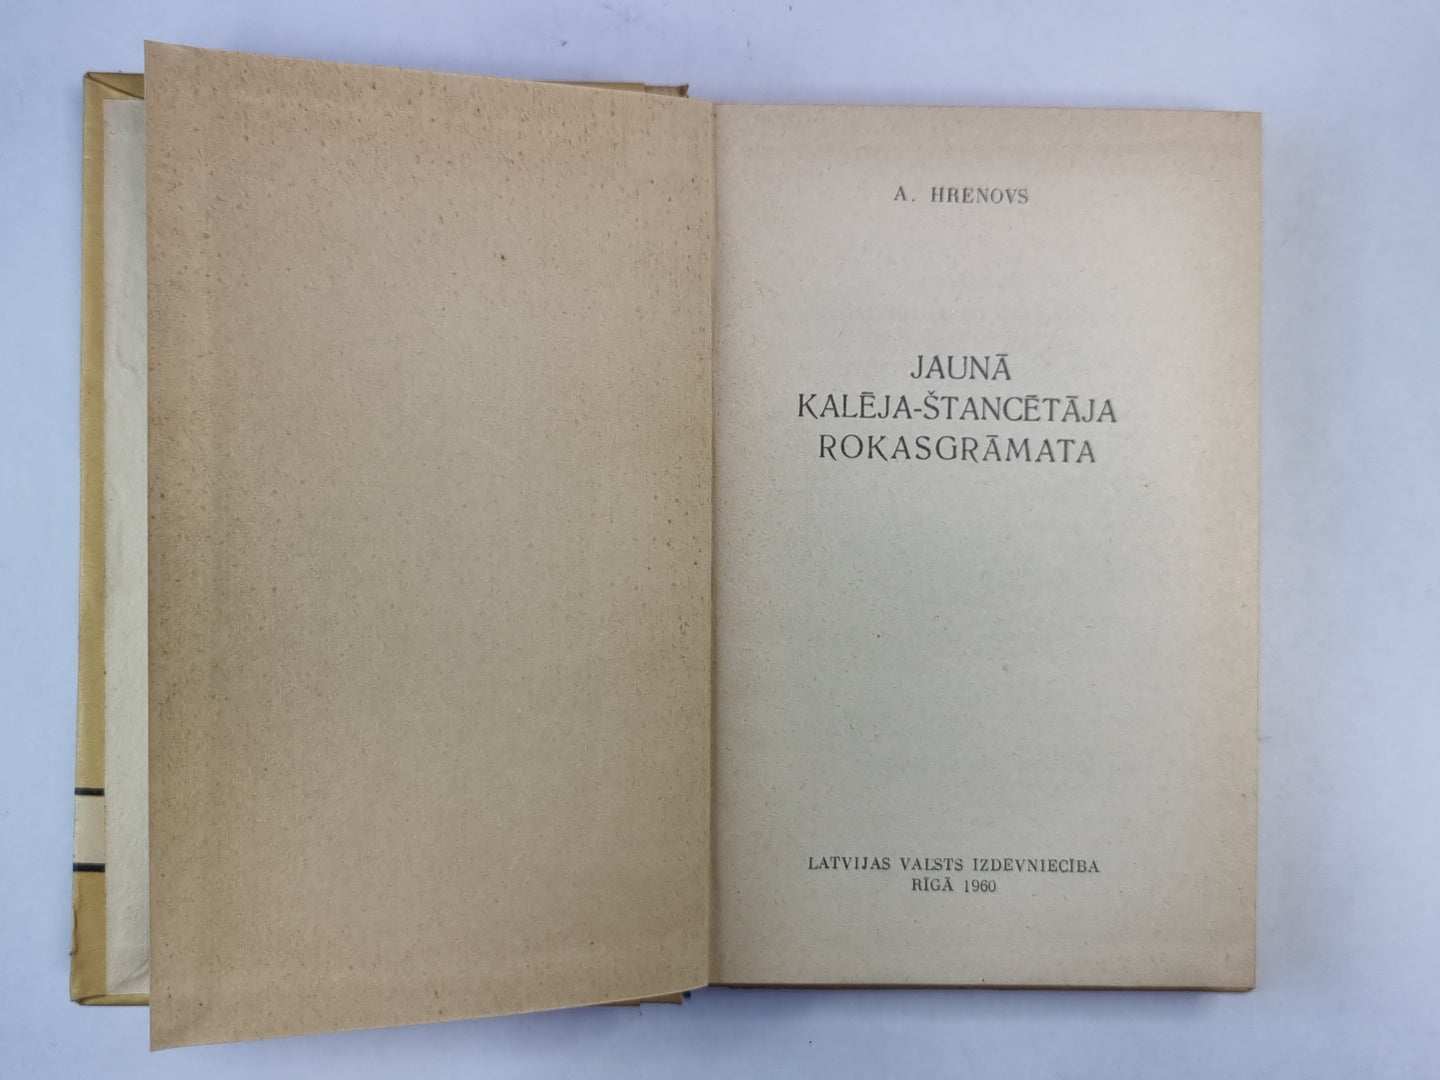 A. HRENOVS
JAUNĀ
KALĒJA-ŠTANCĒTĀJA
ROKASGRĀMATA
LATVIJAS VALSTS IZDEVNIECĪBA
RĪGĀ 1960